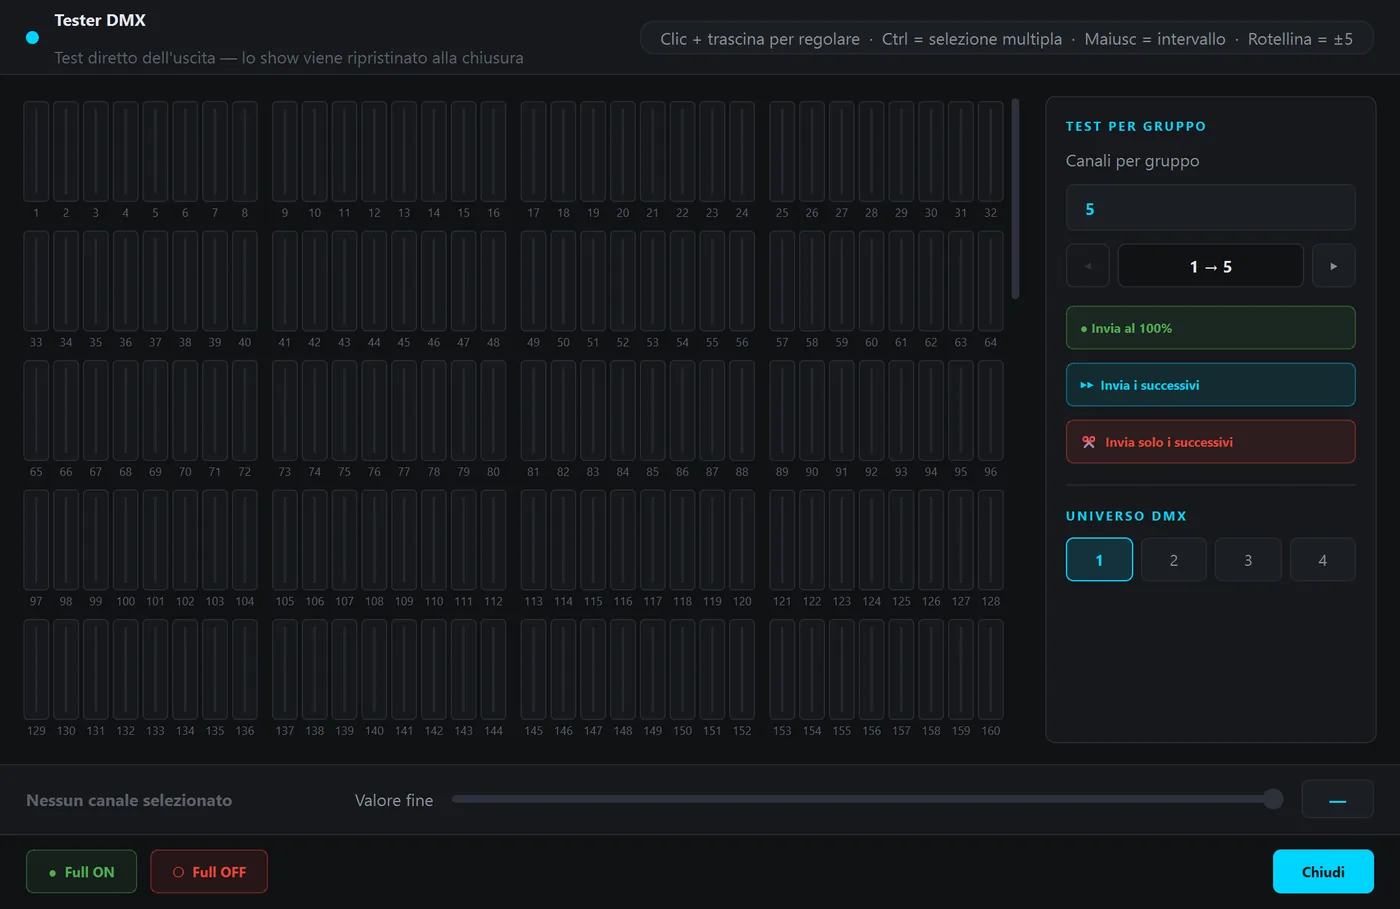 Tester DMX
Test diretto dell'uscita — lo show viene ripristinato alla chiusura
Clic + trascina per regolare · Ctrl = selezione multipla · Maiusc = intervallo · Rotellina = ±5
1 2 3 4 5 6 7 8 9 10 11 12 13 14 15 16 17 18 19 20 21 22 23 24 25 26 27 28 29 30 31 32
33 34 35 36 37 38 39 40 41 42 43 44 45 46 47 48 49 50 51 52 53 54 55 56 57 58 59 60 61 62 63 64
65 66 67 68 69 70 71 72 73 74 75 76 77 78 79 80 81 82 83 84 85 86 87 88 89 90 91 92 93 94 95 96
97 98 99 100 101 102 103 104 105 106 107 108 109 110 111 112 113 114 115 116 117 118 119 120 121 122 123 124 125 126 127 128
129 130 131 132 133 134 135 136 137 138 139 140 141 142 143 144 145 146 147 148 149 150 151 152 153 154 155 156 157 158 159 160
TEST PER GRUPPO
Canali per gruppo
5
1 → 5
Invia al 100%
Invia i successivi
Invia solo i successivi
UNIVERSO DMX
1 2 3 4
Nessun canale selezionato
Valore fine
—
Full ON
Full OFF
Chiudi